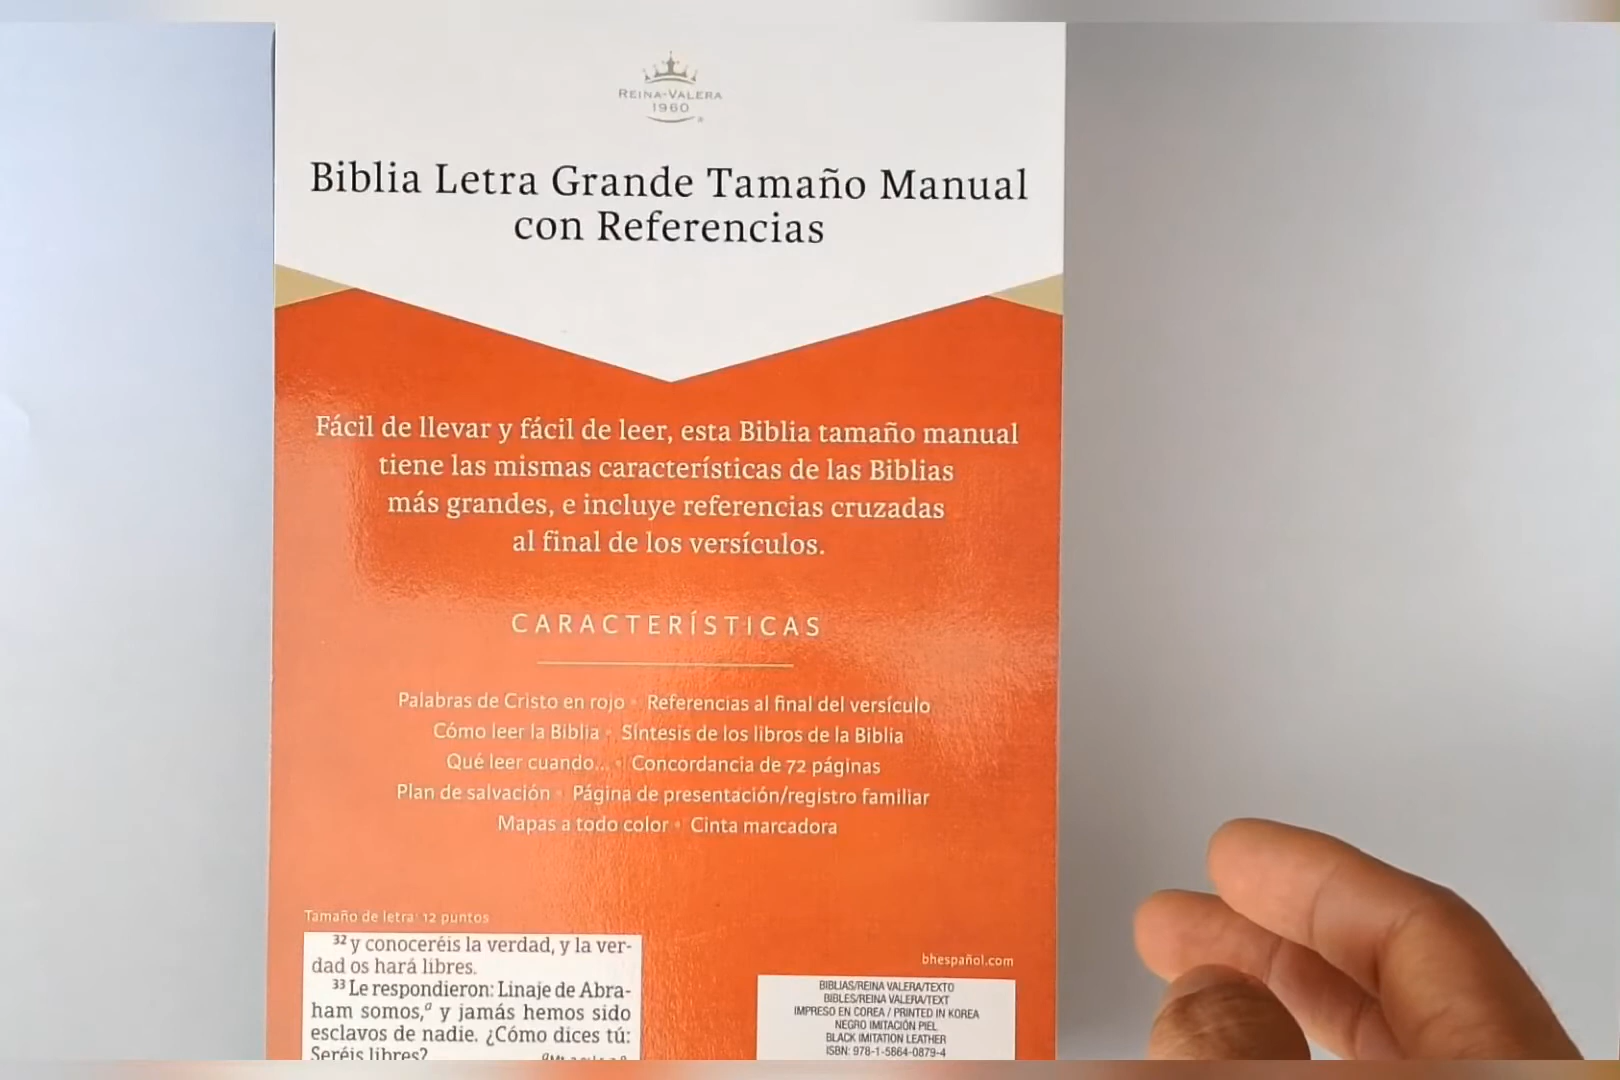 REINA-VALERA
1960
Biblia Letra Grande Tamaño Manual
con Referencias
Fácil de llevar y fácil de leer, esta Biblia tamaño manual
tiene las mismas características de las Biblias
más grandes, e incluye referencias cruzadas
al final de los versículos.
CARACTERÍSTICAS
Palabras de Cristo en rojo • Referencias al final del versículo
Cómo leer la Biblia • Síntesis de los libros de la Biblia
Qué leer cuando... • Concordancia de 72 páginas
Plan de salvación • Página de presentación/registro familiar
Mapas a todo color • Cinta marcadora
Tamaño de letra: 12 puntos
32 y conoceréis la verdad, y la ver-
dad os hará libres.
33 Le respondieron: Linaje de Abra-
ham somos,a y jamás hemos sido
esclavos de nadie. ¿Cómo dices tú:
Seréis libres?
bhespañol.com
BIBLIAS/REINA VALERA/TEXTO
BIBLES/REINA VALERA/TEXT
IMPRESO EN COREA / PRINTED IN KOREA
NEGRO IMITACIÓN PIEL
BLACK IMITATION LEATHER
ISBN: 978-1-5864-0879-4